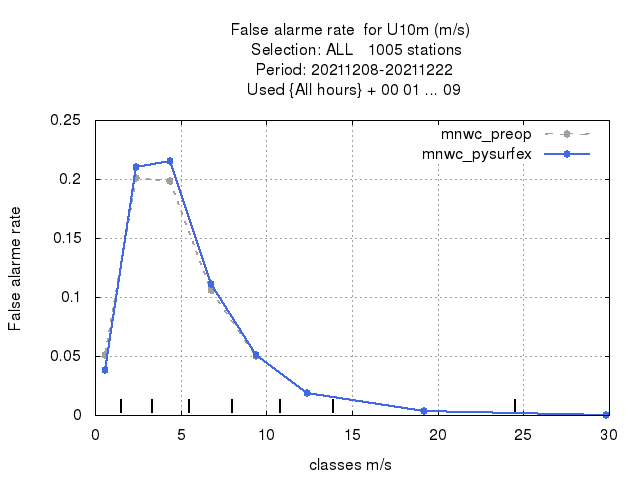 False alarme rate for U10m (m/s)
Selection: ALL 1005 stations
Period: 20211208-20211222
Used {All hours} + 00 01 ... 09
mnwc_preop
mnwc_pysurfex
False alarme rate
0.25
0.2
0.15
0.1
0.05
0
0 5 10 15 20 25 30
classes m/s